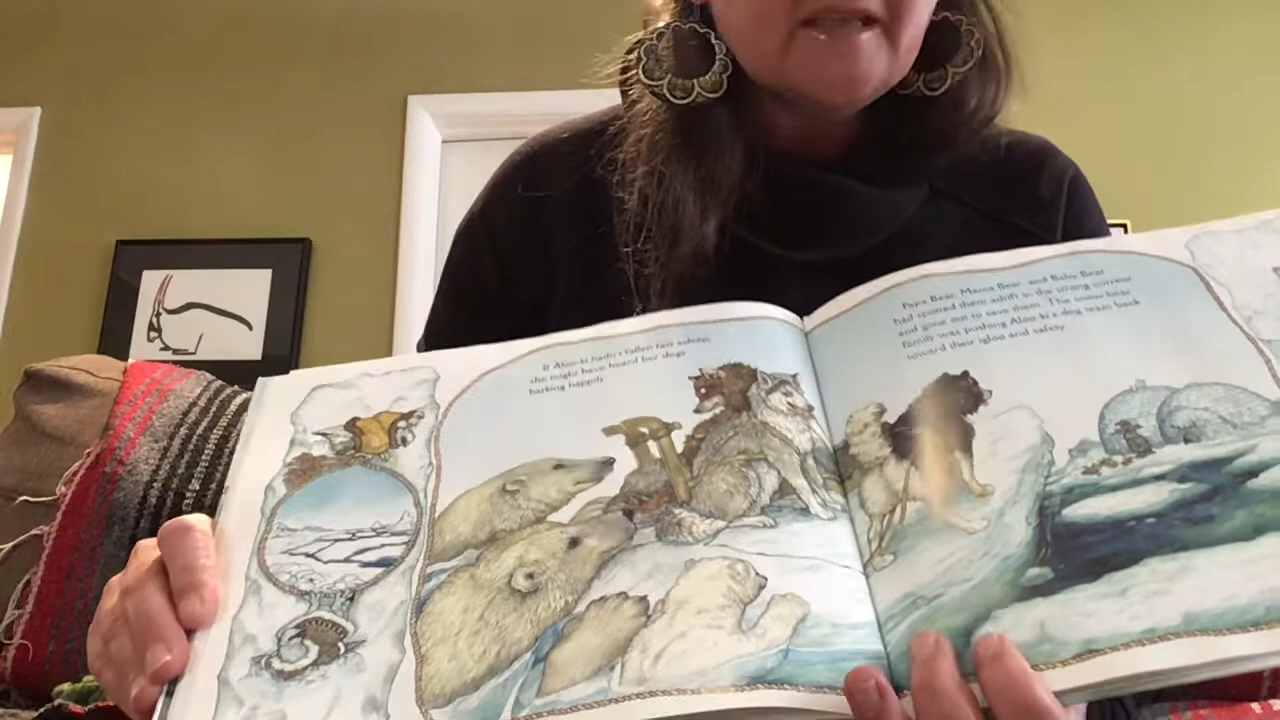 If Aloo-ki hadn't fallen fast asleep,
she might have heard her dogs
barking happily.
Papa Bear, Mama Bear, and Baby Bear
had spotted them adrift in the strong current
and gone out to save them. The snow bear
family was pushing Aloo-ki's dog team back
toward their igloo and safety.